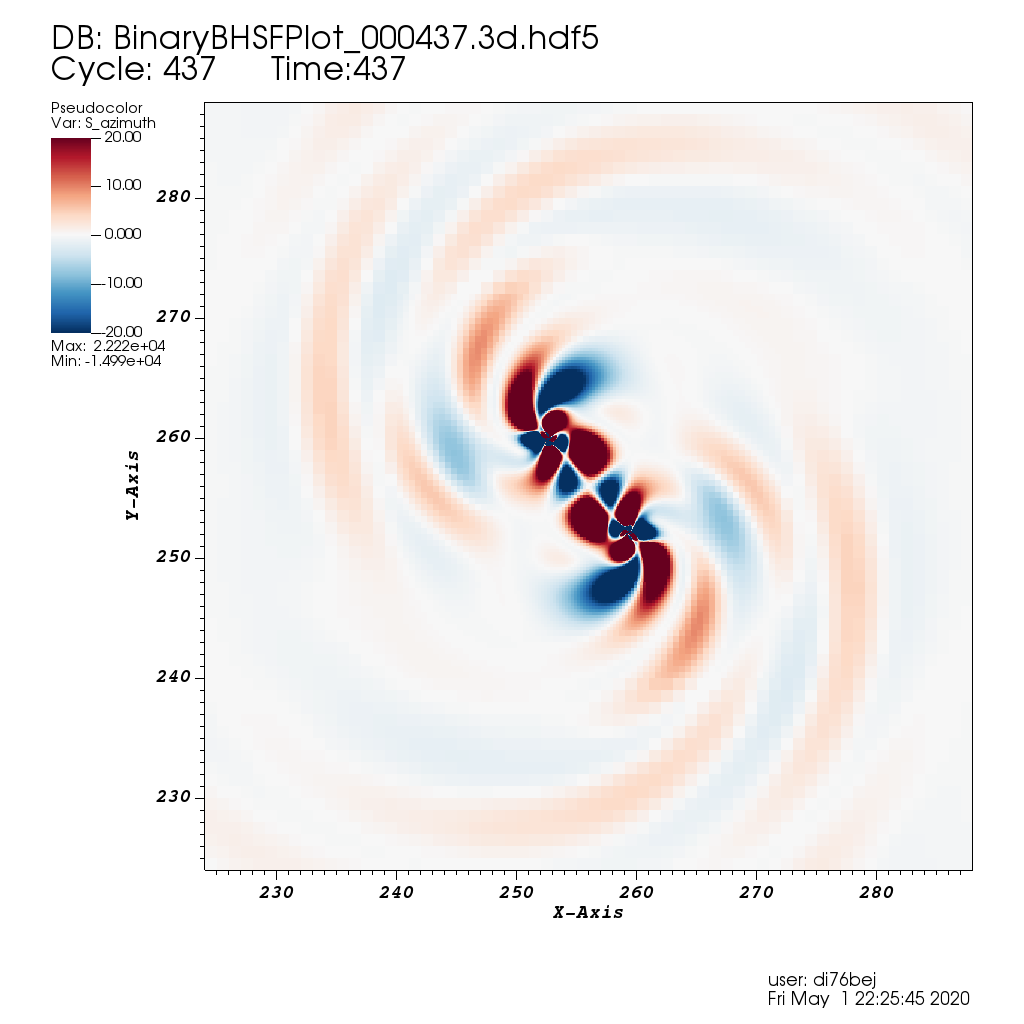 DB: BinaryBHSFPlot_000437.3d.hdf5
Cycle: 437 Time:437
Pseudocolor
Var: S_azimuth
20.00
10.00
0.000
-10.00
-20.00
Max: 2.222e+04
Min: -1.499e+04
280
270
260
250
240
230
Y-Axis
230 240 250 260 270 280
X-Axis
user: di76bej
Fri May 1 22:25:45 2020